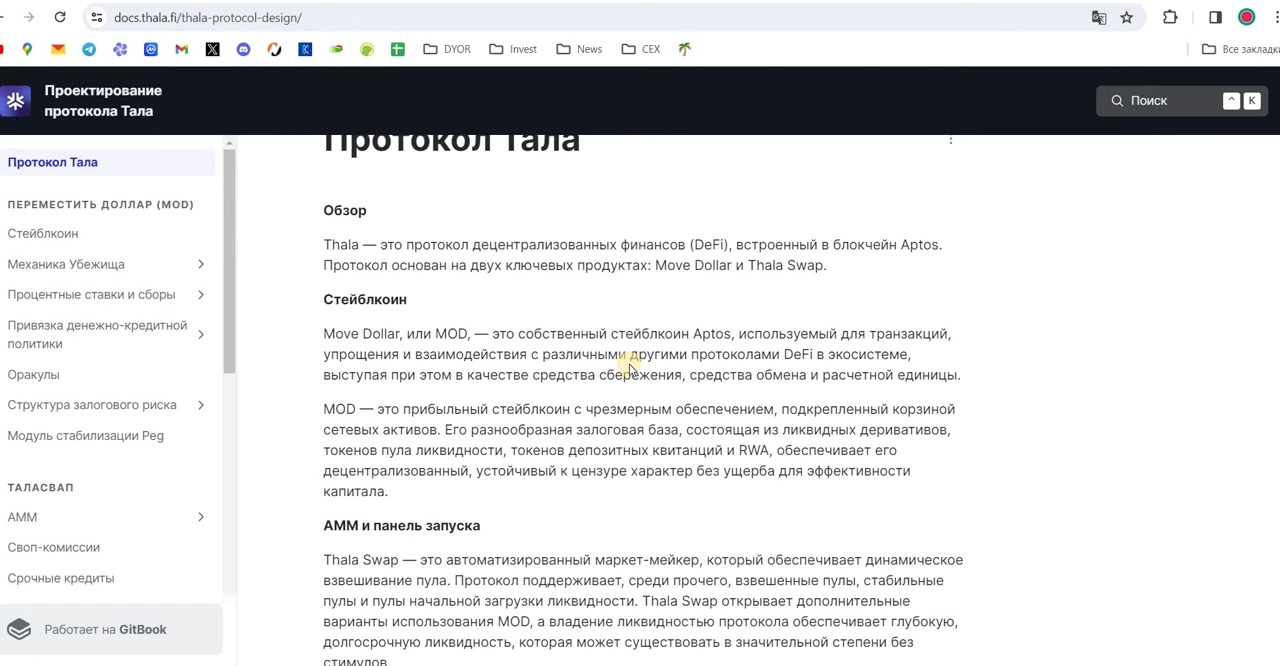 docs.thala.fi/thala-protocol-design/
DYOR
Invest
News
CEX
Все закладки
Проектирование
протокола Тала
Поиск
^ K
Протокол Тала
ПЕРЕМЕСТИТЬ ДОЛЛАР (MOD)
Стейблкоин
Механика Убежища
Процентные ставки и сборы
Привязка денежно-кредитной
политики
Оракулы
Структура залогового риска
Модуль стабилизации Peg
ТАЛАСВАП
АММ
Своп-комиссии
Срочные кредиты
Работает на GitBook
Протокол Тала
Обзор
Thala — это протокол децентрализованных финансов (DeFi), встроенный в блокчейн Aptos.
Протокол основан на двух ключевых продуктах: Move Dollar и Thala Swap.
Стейблкоин
Move Dollar, или MOD, — это собственный стейблкоин Aptos, используемый для транзакций,
упрощения и взаимодействия с различными другими протоколами DeFi в экосистеме,
выступая при этом в качестве средства сбережения, средства обмена и расчетной единицы.
MOD — это прибыльный стейблкоин с чрезмерным обеспечением, подкрепленный корзиной
сетевых активов. Его разнообразная залоговая база, состоящая из ликвидных деривативов,
токенов пула ликвидности, токенов депозитных квитанций и RWA, обеспечивает его
децентрализованный, устойчивый к цензуре характер без ущерба для эффективности
капитала.
АММ и панель запуска
Thala Swap — это автоматизированный маркет-мейкер, который обеспечивает динамическое
взвешивание пула. Протокол поддерживает, среди прочего, взвешенные пулы, стабильные
пулы и пулы начальной загрузки ликвидности. Thala Swap открывает дополнительные
варианты использования MOD, а владение ликвидностью протокола обеспечивает глубокую,
долгосрочную ликвидность, которая может существовать в значительной степени без
стимулов.